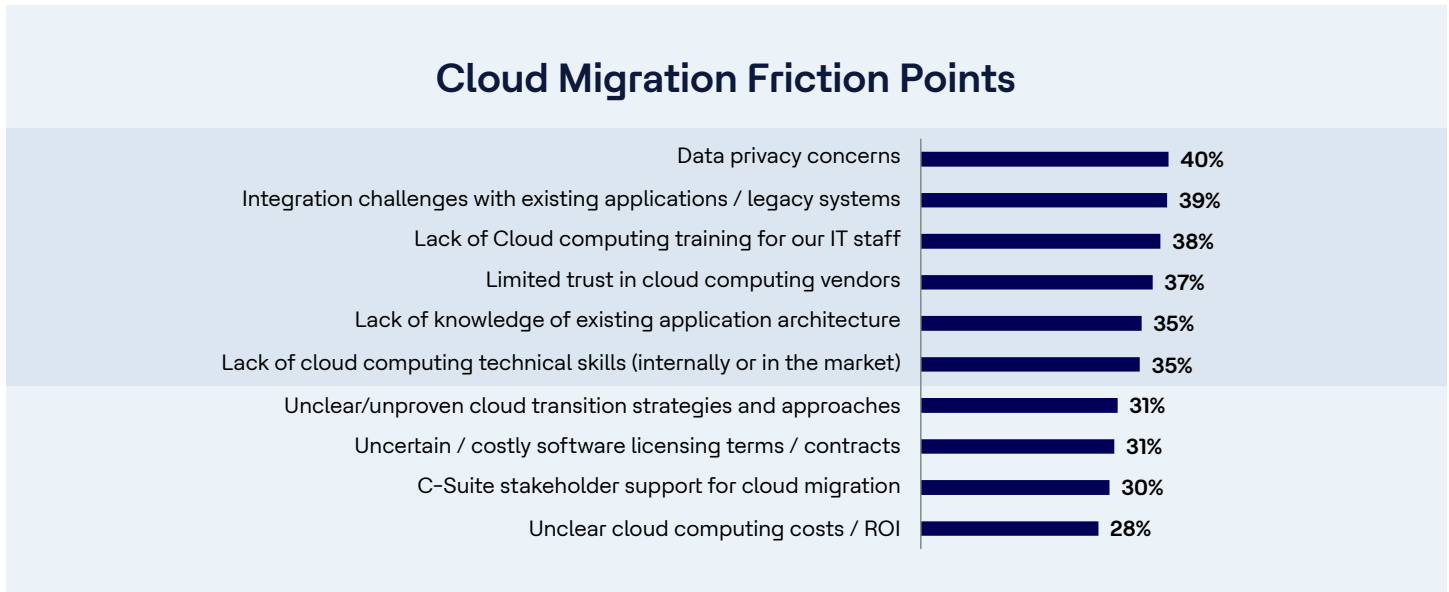 Cloud Migration Friction Points
Data privacy concerns 40%
Integration challenges with existing applications / legacy systems 39%
Lack of Cloud computing training for our IT staff 38%
Limited trust in cloud computing vendors 37%
Lack of knowledge of existing application architecture 35%
Lack of cloud computing technical skills (internally or in the market) 35%
Unclear/unproven cloud transition strategies and approaches 31%
Uncertain / costly software licensing terms / contracts 31%
C-Suite stakeholder support for cloud migration 30%
Unclear cloud computing costs / ROI 28%